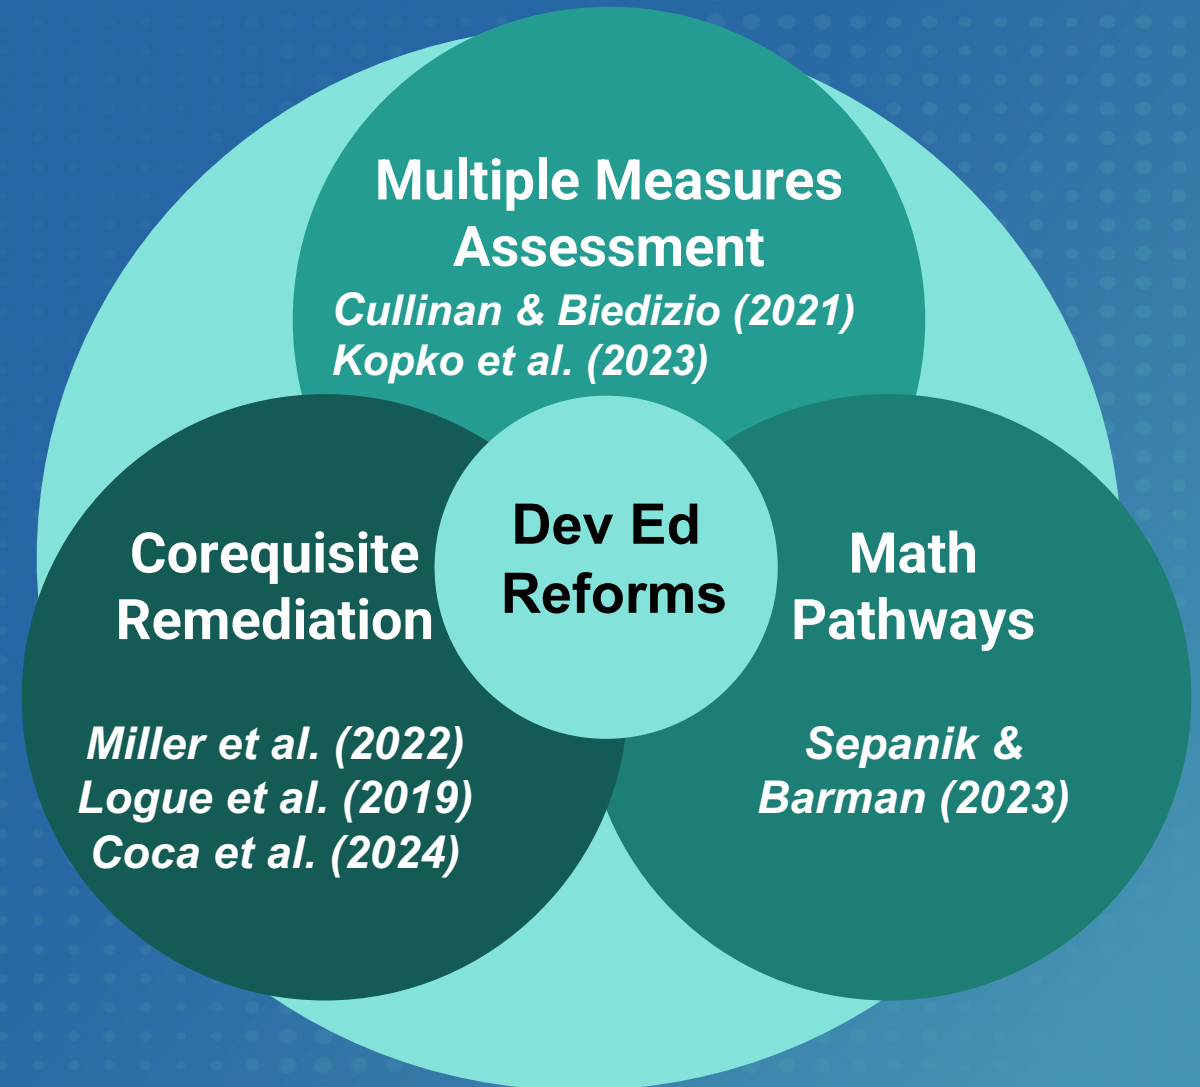 Multiple Measures
Assessment
Cullinan & Biedizio (2021)
Kopko et al. (2023)
Dev Ed
Reforms
Corequisite
Remediation
Miller et al. (2022)
Logue et al. (2019)
Coca et al. (2024)
Math
Pathways
Sepanik &
Barman (2023)